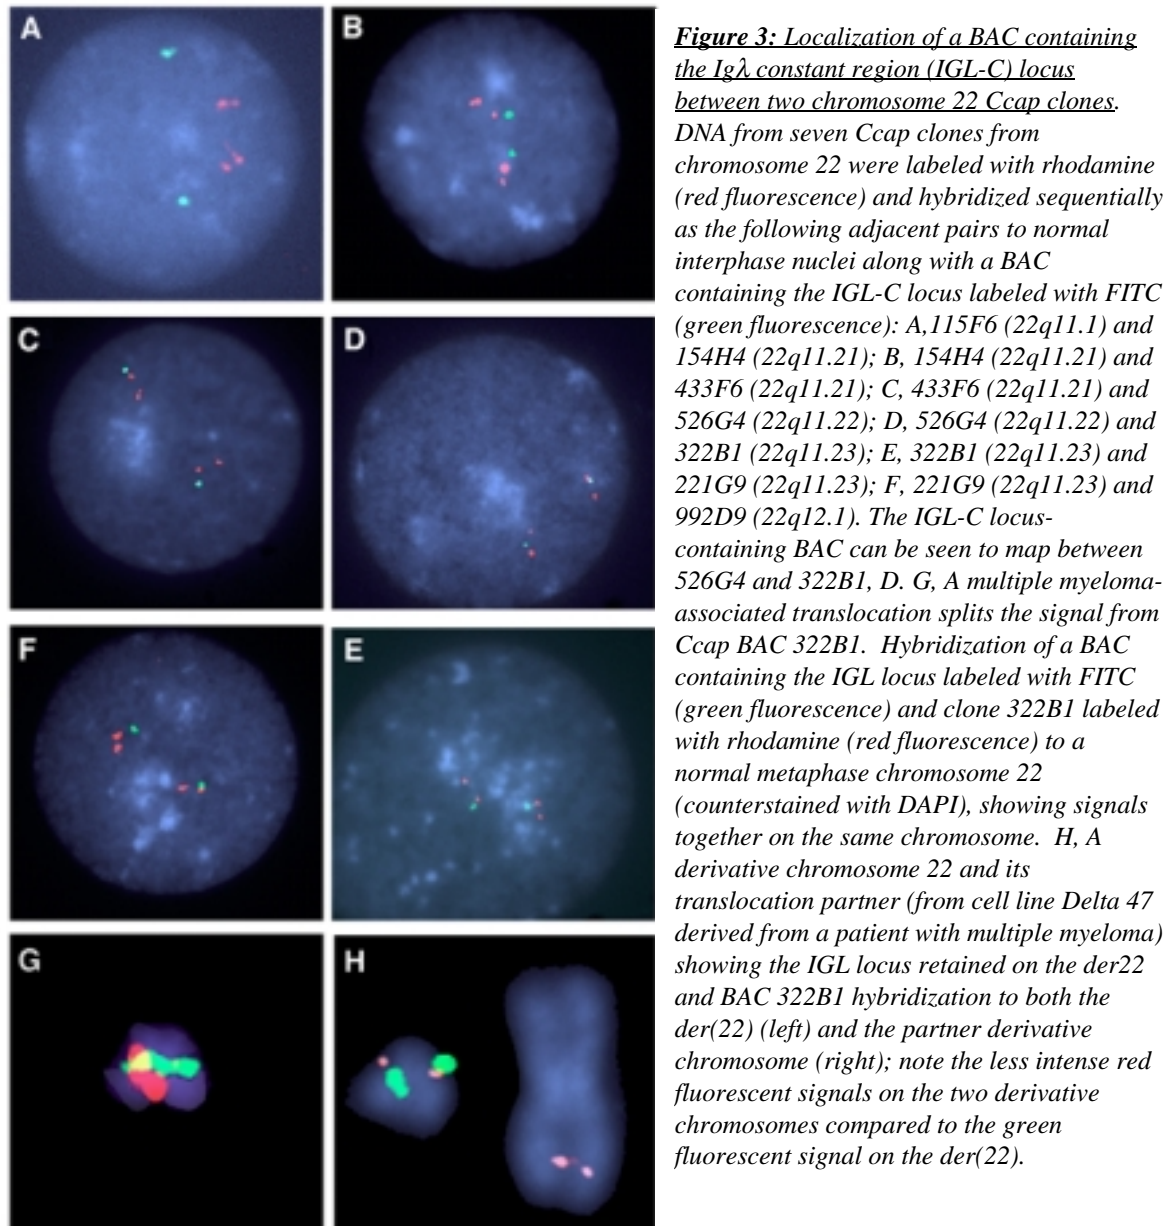 A
B
C
D
F
E
G
H
Figure 3: Localization of a BAC containing
the Igλ constant region (IGL-C) locus
between two chromosome 22 Ccap clones.
DNA from seven Ccap clones from
chromosome 22 were labeled with rhodamine
(red fluorescence) and hybridized sequentially
as the following adjacent pairs to normal
interphase nuclei along with a BAC
containing the IGL-C locus labeled with FITC
(green fluorescence): A,115F6 (22q11.1) and
154H4 (22q11.21); B, 154H4 (22q11.21) and
433F6 (22q11.21); C, 433F6 (22q11.21) and
526G4 (22q11.22); D, 526G4 (22q11.22) and
322B1 (22q11.23); E, 322B1 (22q11.23) and
221G9 (22q11.23); F, 221G9 (22q11.23) and
992D9 (22q12.1). The IGL-C locus-
containing BAC can be seen to map between
526G4 and 322B1, D. G, A multiple myeloma-
associated translocation splits the signal from
Ccap BAC 322B1.  Hybridization of a BAC
containing the IGL locus labeled with FITC
(green fluorescence) and clone 322B1 labeled
with rhodamine (red fluorescence) to a
normal metaphase chromosome 22
(counterstained with DAPI), showing signals
together on the same chromosome.  H, A
derivative chromosome 22 and its
translocation partner (from cell line Delta 47
derived from a patient with multiple myeloma)
showing the IGL locus retained on the der22
and BAC 322B1 hybridization to both the
der(22) (left) and the partner derivative
chromosome (right); note the less intense red
fluorescent signals on the two derivative
chromosomes compared to the green
fluorescent signal on the der(22).